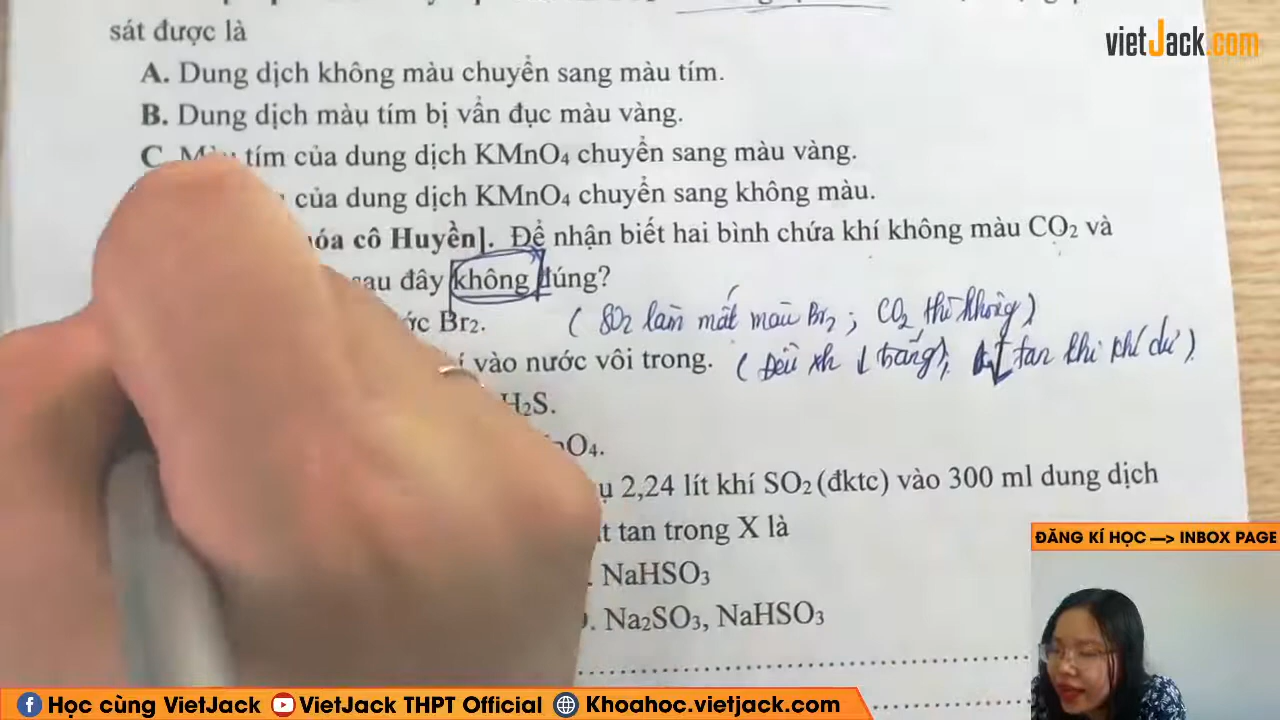 sát được là
vietJack.com
A. Dung dịch không màu chuyển sang màu tím.
B. Dung dịch màu tím bị vẩn đục màu vàng.
C. Màu tím của dung dịch KMnO4 chuyển sang màu vàng.
của dung dịch KMnO4 chuyển sang không màu.
óa cô Huyền]. Để nhận biết hai bình chứa khí không màu CO2 và
sau đây không đúng?
ớc Br2. ( SO2 làm mất màu Br2 ; CO2 thì không )
vào nước vôi trong. ( Đều xh ↓ trắng, ↓ tan khi khí dư ).
H2S.
O4.
ụ 2,24 lít khí SO2 (đktc) vào 300 ml dung dịch
t tan trong X là
. NaHSO3
. Na2SO3, NaHSO3
ĐĂNG KÍ HỌC —> INBOX PAGE
Học cùng VietJack VietJack THPT Official Khoahoc.vietjack.com